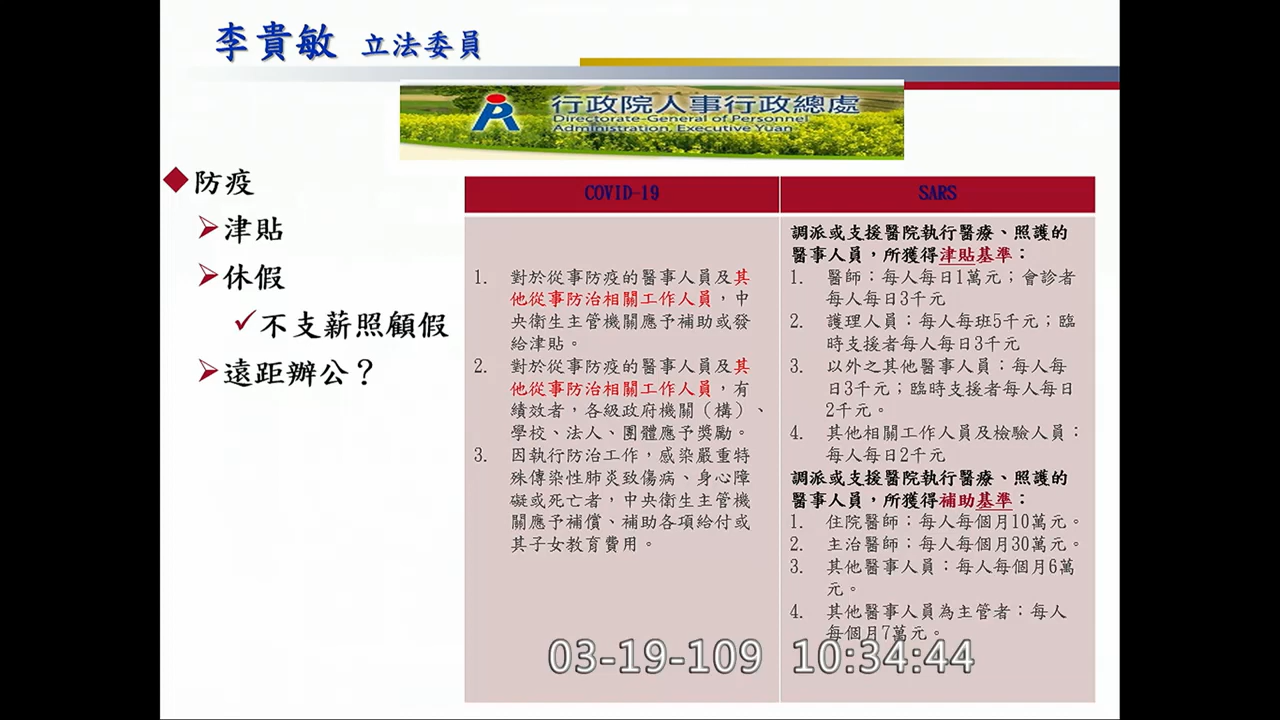 李貴敏 立法委員
行政院人事行政總處
Directorate-General of Personnel
Administration, Executive Yuan
防疫
津貼
休假
不支薪照顧假
遠距辦公？
COVID-19
1. 對於從事防疫的醫事人員及其
他從事防治相關工作人員，中
央衛生主管機關應予補助或發
給津貼。
2. 對於從事防疫的醫事人員及其
他從事防治相關工作人員，有
績效者，各級政府機關（構）、
學校、法人、團體應予獎勵。
3. 因執行防治工作，感染嚴重特
殊傳染性肺炎致傷病、身心障
礙或死亡者，中央衛生主管機
關應予補償、補助各項給付或
其子女教育費用。
SARS
調派或支援醫院執行醫療、照護的
醫事人員，所獲得津貼基準：
1. 醫師：每人每日1萬元；會診者
每人每日3千元
2. 護理人員：每人每班5千元；臨
時支援者每人每日3千元
3. 以外之其他醫事人員：每人每
日3千元；臨時支援者每人每日
2千元。
4. 其他相關工作人員及檢驗人員：
每人每日2千元
調派或支援醫院執行醫療、照護的
醫事人員，所獲得補助基準：
1. 住院醫師：每人每個月10萬元。
2. 主治醫師：每人每個月30萬元。
3. 其他醫事人員：每人每個月6萬
元。
4. 其他醫事人員為主管者：每人
每個月7萬元。
03-19-109 10:34:44